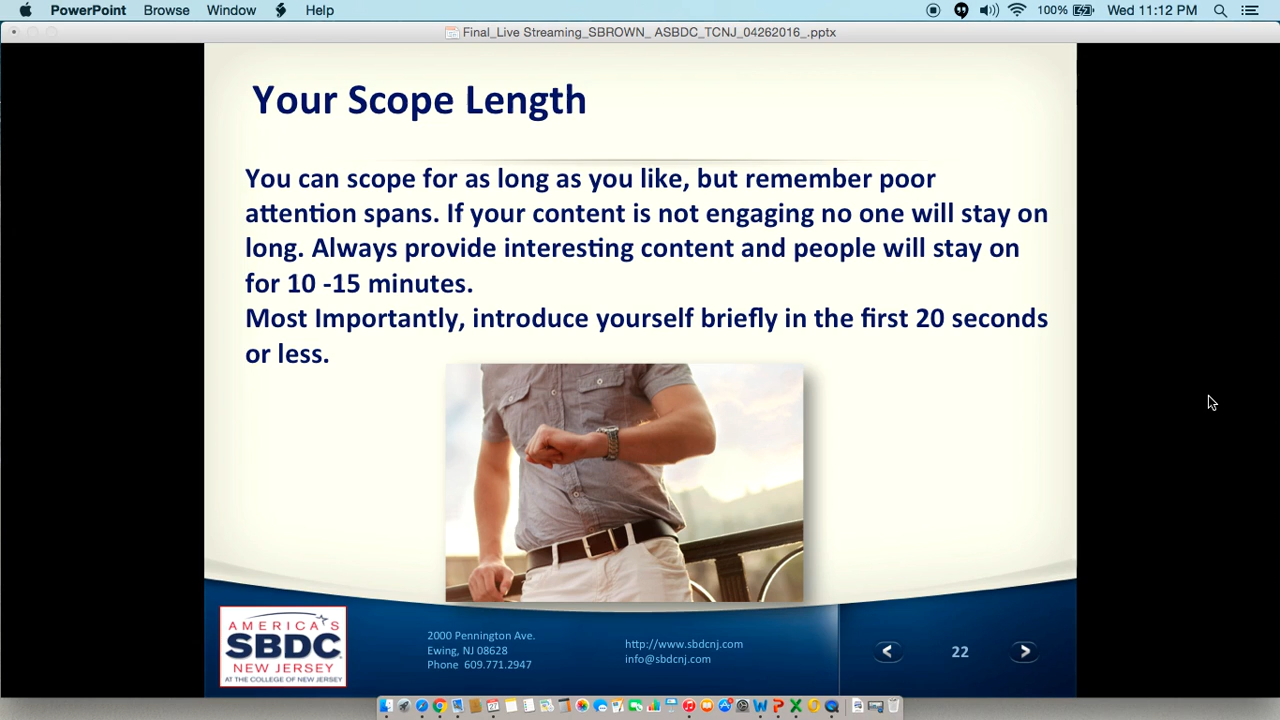 PowerPoint Browse Window Help 100% Wed 11:12 PM
Final_Live Streaming_SBROWN_ ASBDC_TCNJ_04262016_.pptx
Your Scope Length
You can scope for as long as you like, but remember poor
attention spans. If your content is not engaging no one will stay on
long. Always provide interesting content and people will stay on
for 10 -15 minutes.
Most Importantly, introduce yourself briefly in the first 20 seconds
or less.
AMERICA'S
SBDC
NEW JERSEY
AT THE COLLEGE OF NEW JERSEY
2000 Pennington Ave.
Ewing, NJ 08628
Phone 609.771.2947
http://www.sbdcnj.com
info@sbdcnj.com
22